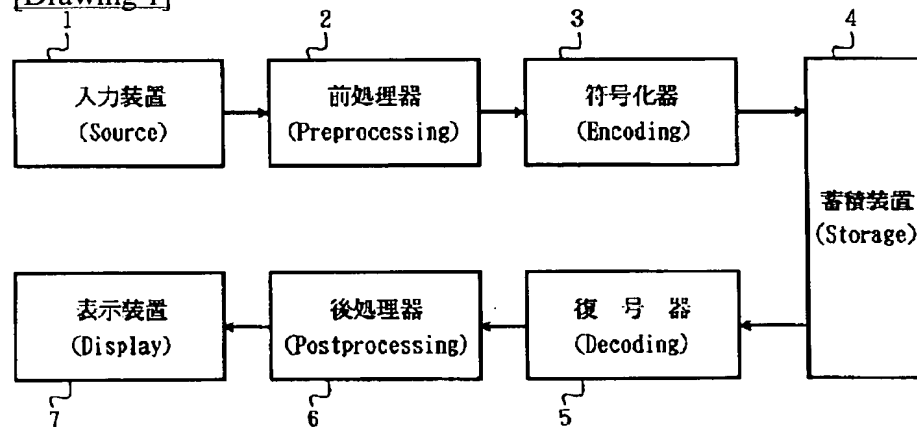 [Drawing 1]
1
2
3
4
入力装置
(Source)
前処理器
(Preprocessing)
符号化器
(Encoding)
蓄積装置
(Storage)
表示装置
(Display)
後処理器
(Postprocessing)
復 号 器
(Decoding)
7
6
5